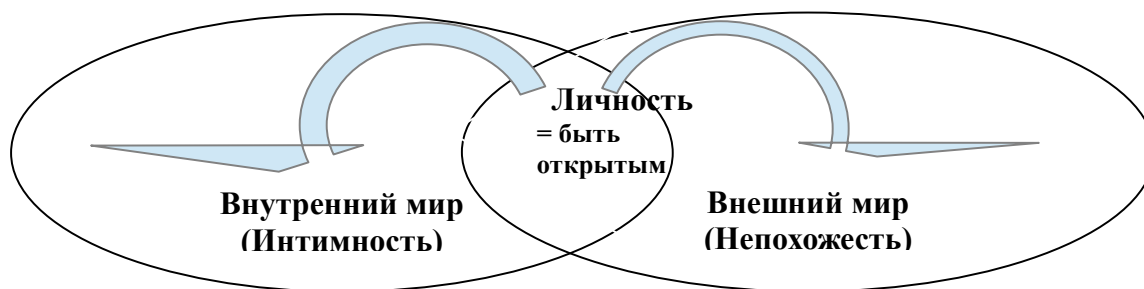 Личность
= быть
открытым
Внутренний мир
(Интимность)
Внешний мир
(Непохожесть)